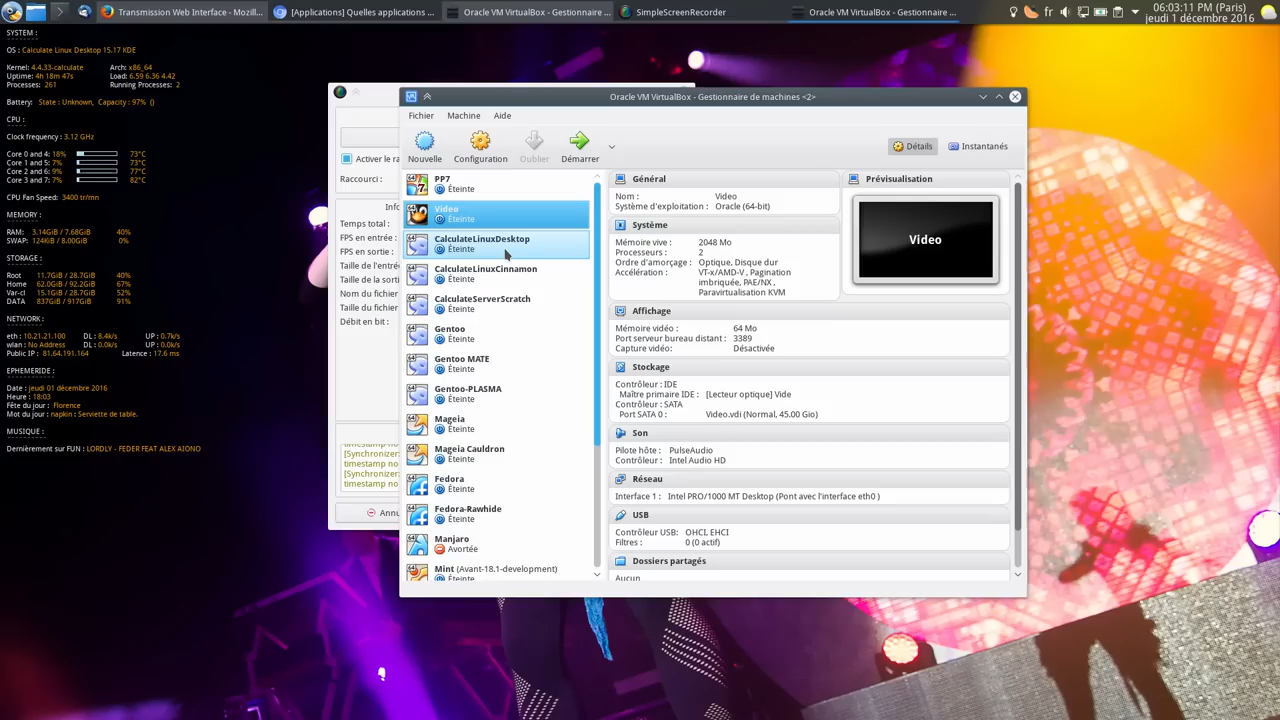 Transmission Web Interface - Mozill...
[Applications] Quelles applications ...
Oracle VM VirtualBox - Gestionnaire ...
SimpleScreenRecorder
Oracle VM VirtualBox - Gestionnaire ...
fr
06:03:11 PM (Paris)
jeudi 1 décembre 2016
SYSTEM :
OS : Calculate Linux Desktop 15.17 KDE
Kernel: 4.4.33-calculate Arch: x86_64
Uptime: 4h 18m 47s Load: 6.59 6.36 4.42
Processes: 261 Running Processes: 2
Battery: State : Unknown, Capacity : 97% ()
CPU :
Clock frequency : 3.12 GHz
Core 0 and 4: 18% 73°C
Core 1 and 5: 7% 73°C
Core 2 and 6: 9% 77°C
Core 3 and 7: 7% 82°C
CPU Fan Speed: 3400 tr/mn
MEMORY :
RAM: 3.14GiB / 7.68GiB 40%
SWAP: 124KiB / 8.00GiB 0%
STORAGE :
Root 11.7GiB / 28.7GiB 40%
Home 62.0GiB / 92.2GiB 67%
Var-cl 15.1GiB / 28.7GiB 52%
DATA 837GiB / 917GiB 91%
NETWORK :
eth : 10.21.21.100 DL : 8.4k/s UP : 0.7k/s
wlan : No Address DL : 0.0k/s UP : 0.0k/s
Public IP : 81.64.191.164 Latence : 17.6 ms
EPHEMERIDE :
Date : jeudi 01 décembre 2016
Heure : 18:03
Fête du jour : Florence
Mot du jour : napkin : Serviette de table.
MUSIQUE :
Dernièrement sur FUN : LORDLY - FEDER FEAT ALEX AIONO
Activer le ra
Raccourci :
Info
Temps total :
FPS en entrée :
FPS en sortie :
Taille de l'entré
Taille de la sorti
Nom du fichier
Taille du fichier
Débit en bit :
timestamp no
[Synchronizer:
timestamp no
[Synchronizer:
timestamp no
Annu
Oracle VM VirtualBox - Gestionnaire de machines <2>
Fichier Machine Aide
Nouvelle Configuration Oublier Démarrer
Détails Instantanés
PP7
Éteinte
Video
Éteinte
CalculateLinuxDesktop
Éteinte
CalculateLinuxCinnamon
Éteinte
CalculateServerScratch
Éteinte
Gentoo
Éteinte
Gentoo MATE
Éteinte
Gentoo-PLASMA
Éteinte
Mageia
Éteinte
Mageia Cauldron
Éteinte
Fedora
Éteinte
Fedora-Rawhide
Éteinte
Manjaro
Avortée
Mint (Avant-18.1-development)
Éteinte
Général
Nom : Video
Système d'exploitation : Oracle (64-bit)
Système
Mémoire vive : 2048 Mo
Processeurs : 2
Ordre d'amorçage : Optique, Disque dur
Accélération : VT-x/AMD-V , Pagination
imbriquée, PAE/NX ,
Paravirtualisation KVM
Prévisualisation
Video
Affichage
Mémoire vidéo : 64 Mo
Port serveur bureau distant : 3389
Capture vidéo: Désactivée
Stockage
Contrôleur : IDE
Maître primaire IDE : [Lecteur optique] Vide
Contrôleur : SATA
Port SATA 0 : Video.vdi (Normal, 45.00 Gio)
Son
Pilote hôte : PulseAudio
Contrôleur : Intel Audio HD
Réseau
Interface 1 : Intel PRO/1000 MT Desktop (Pont avec l'interface eth0 )
USB
Contrôleur USB: OHCI, EHCI
Filtres : 0 (0 actif)
Dossiers partagés
Aucun